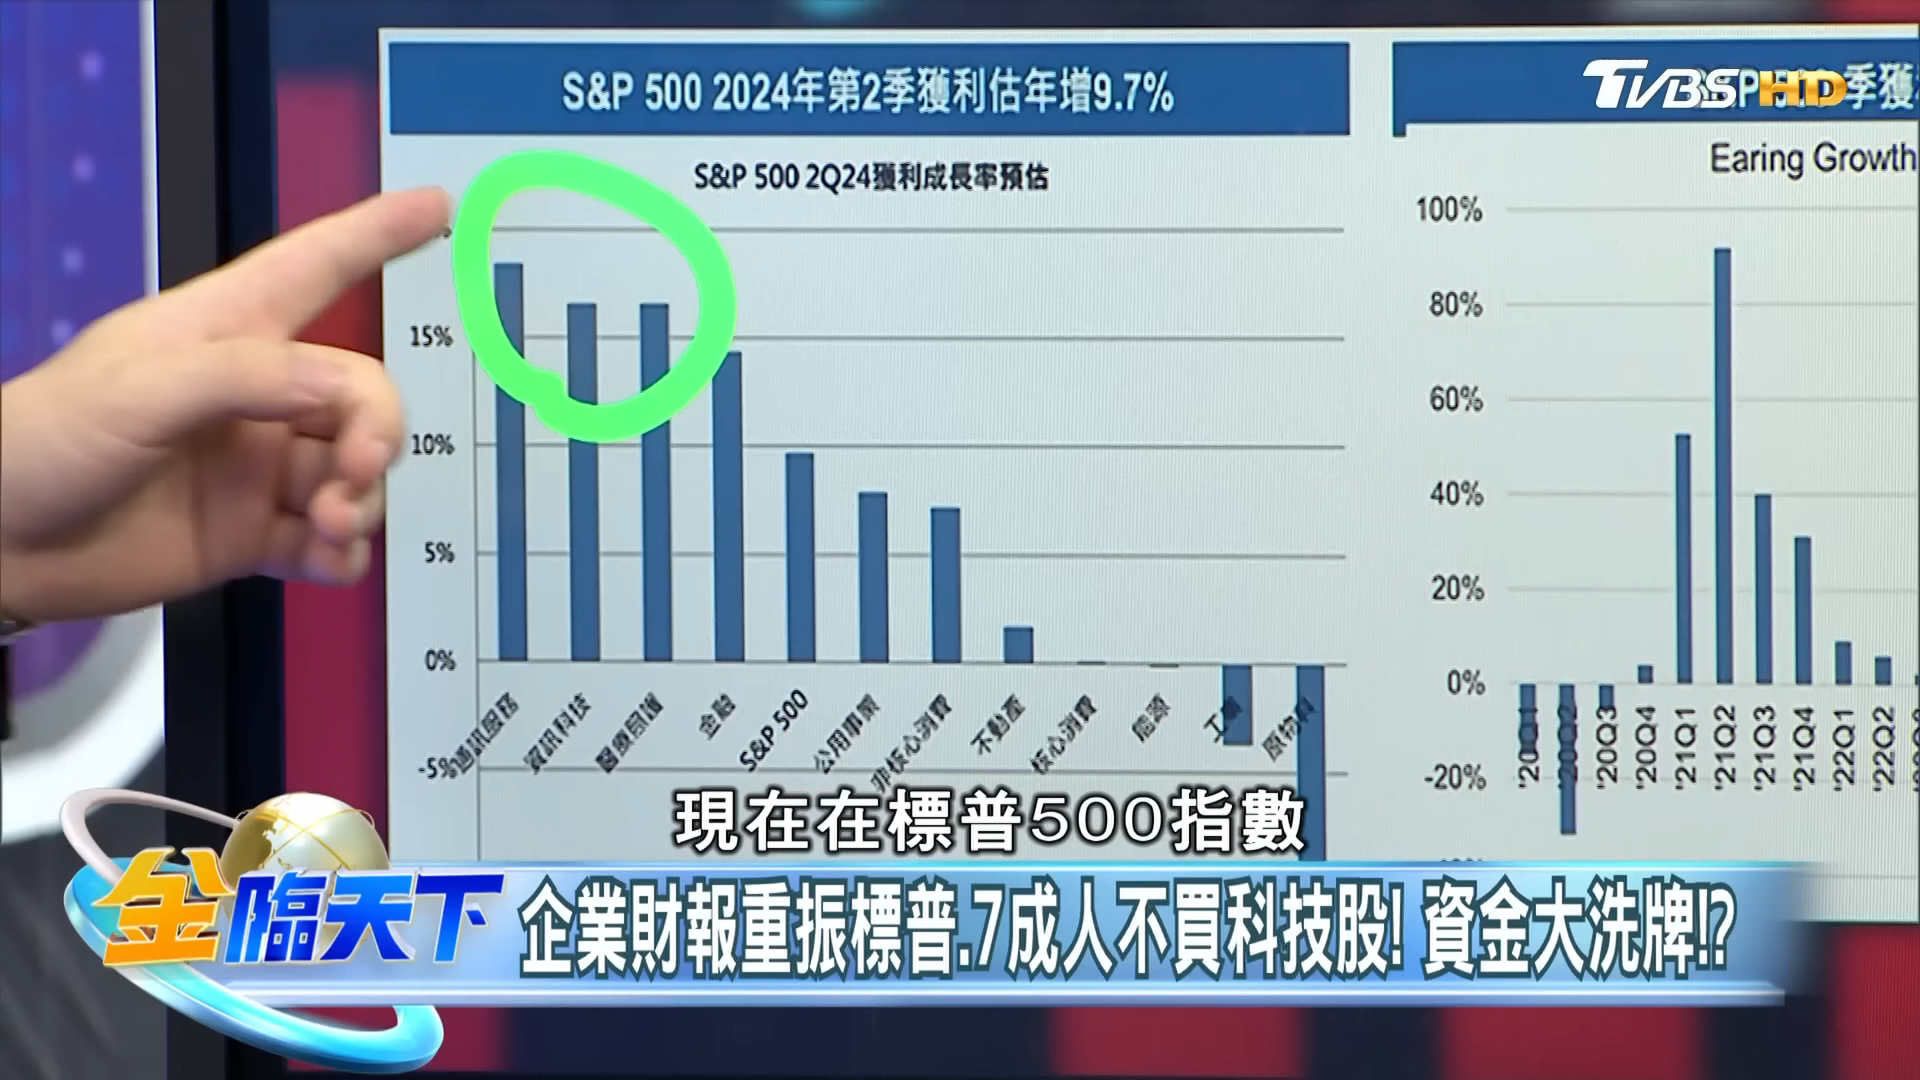 S&P 500 2024年第2季獲利估年增9.7%
S&P 500 2Q24獲利成長率預估
15%
10%
5%
0%
-5%
通訊服務
資訊科技
醫療照護
金融
S&P 500
公用事業
非核心消費
不動產
核心消費
能源
工業
原物料
TVBS HD
季獲
Earing Growth
100%
80%
60%
40%
20%
0%
-20%
'20Q1
'20Q2
'20Q3
'20Q4
'21Q1
'21Q2
'21Q3
'21Q4
'22Q1
'22Q2
現在在標普500指數
金臨天下
企業財報重振標普.7成人不買科技股! 資金大洗牌!?